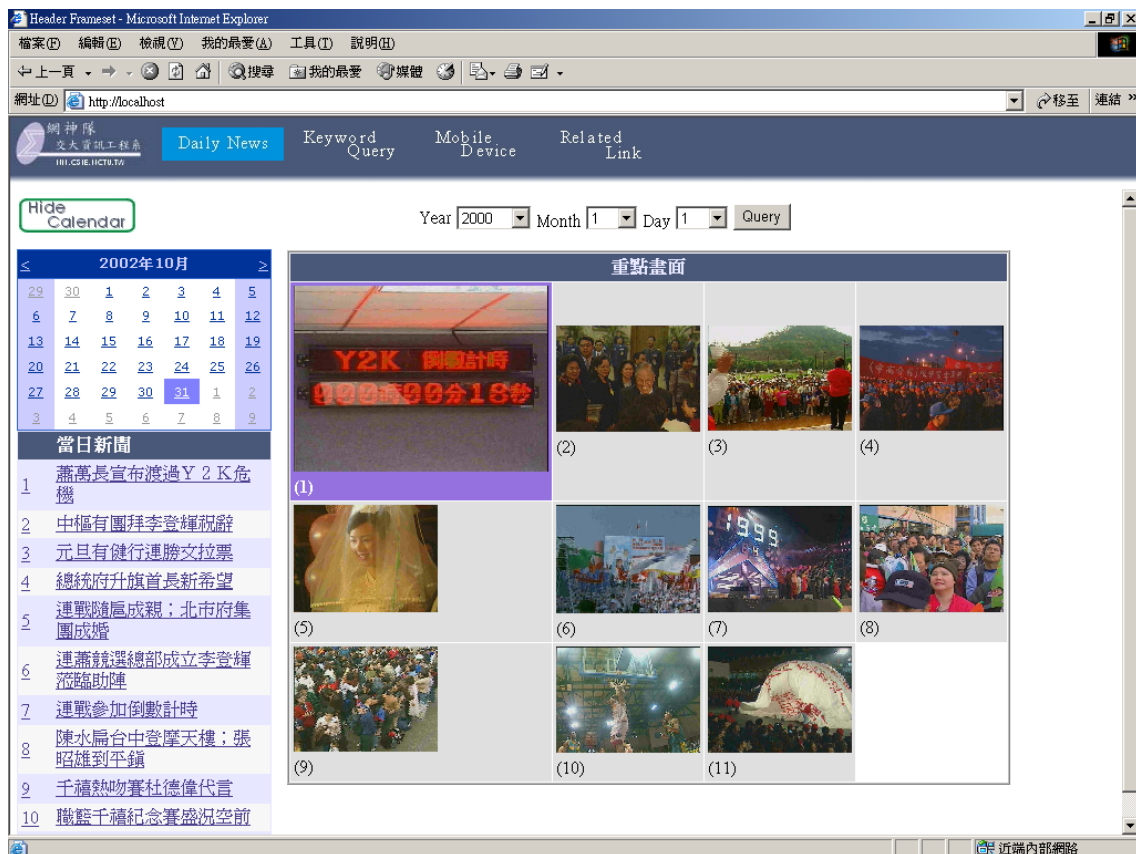 Header Frameset - Microsoft Internet Explorer
檔案(F) 編輯(E) 檢視(V) 我的最愛(A) 工具(T) 說明(H)
上一頁 搜尋 我的最愛 媒體
網址(D) http://localhost 移至 連結 »
網神隊
交大資訊工程系
Daily News
Keyword Query
Mobile Device
Related Link
Hide Calendar
Year 2000 Month 1 Day 1 Query
< 2002年10月 >
29 30 1 2 3 4 5
6 7 8 9 10 11 12
13 14 15 16 17 18 19
20 21 22 23 24 25 26
27 28 29 30 31 1 2
3 4 5 6 7 8 9
當日新聞
1 蕭萬長宣布渡過Y２K危
機
2 中樞有團拜李登輝祝辭
3 元旦有健行連勝文拉票
4 總統府升旗首長新希望
5 連戰隨扈成親；北市府集
團成婚
6 連蕭競選總部成立李登輝
蒞臨助陣
7 連戰參加倒數計時
8 陳水扁台中登摩天樓；張
昭雄到平鎮
9 千禧熱吻賽杜德偉代言
10 職籃千禧紀念賽盛況空前
重點畫面
Y2K 倒數計時
000時00分18秒
(1)
(2)
(3)
(4)
(5)
(6)
1999
(7)
(8)
(9)
(10)
(11)
近端內部網路